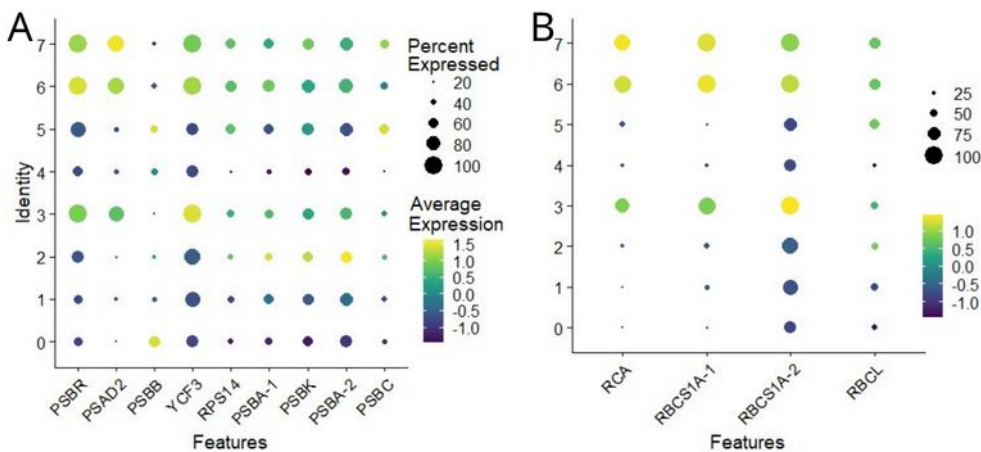 A
7
6
5
4
3
2
1
0
Identity
PSBR
PSAD2
PSBB
YCF3
RPS14
PSBA-1
PSBK
PSBA-2
PSBC
Features
Percent
Expressed
20
40
60
80
100
Average
Expression
1.5
1.0
0.5
0.0
-0.5
-1.0
B
7
6
5
4
3
2
1
0
RCA
RBCS1A-1
RBCS1A-2
RBCL
Features
25
50
75
100
1.0
0.5
0.0
-0.5
-1.0